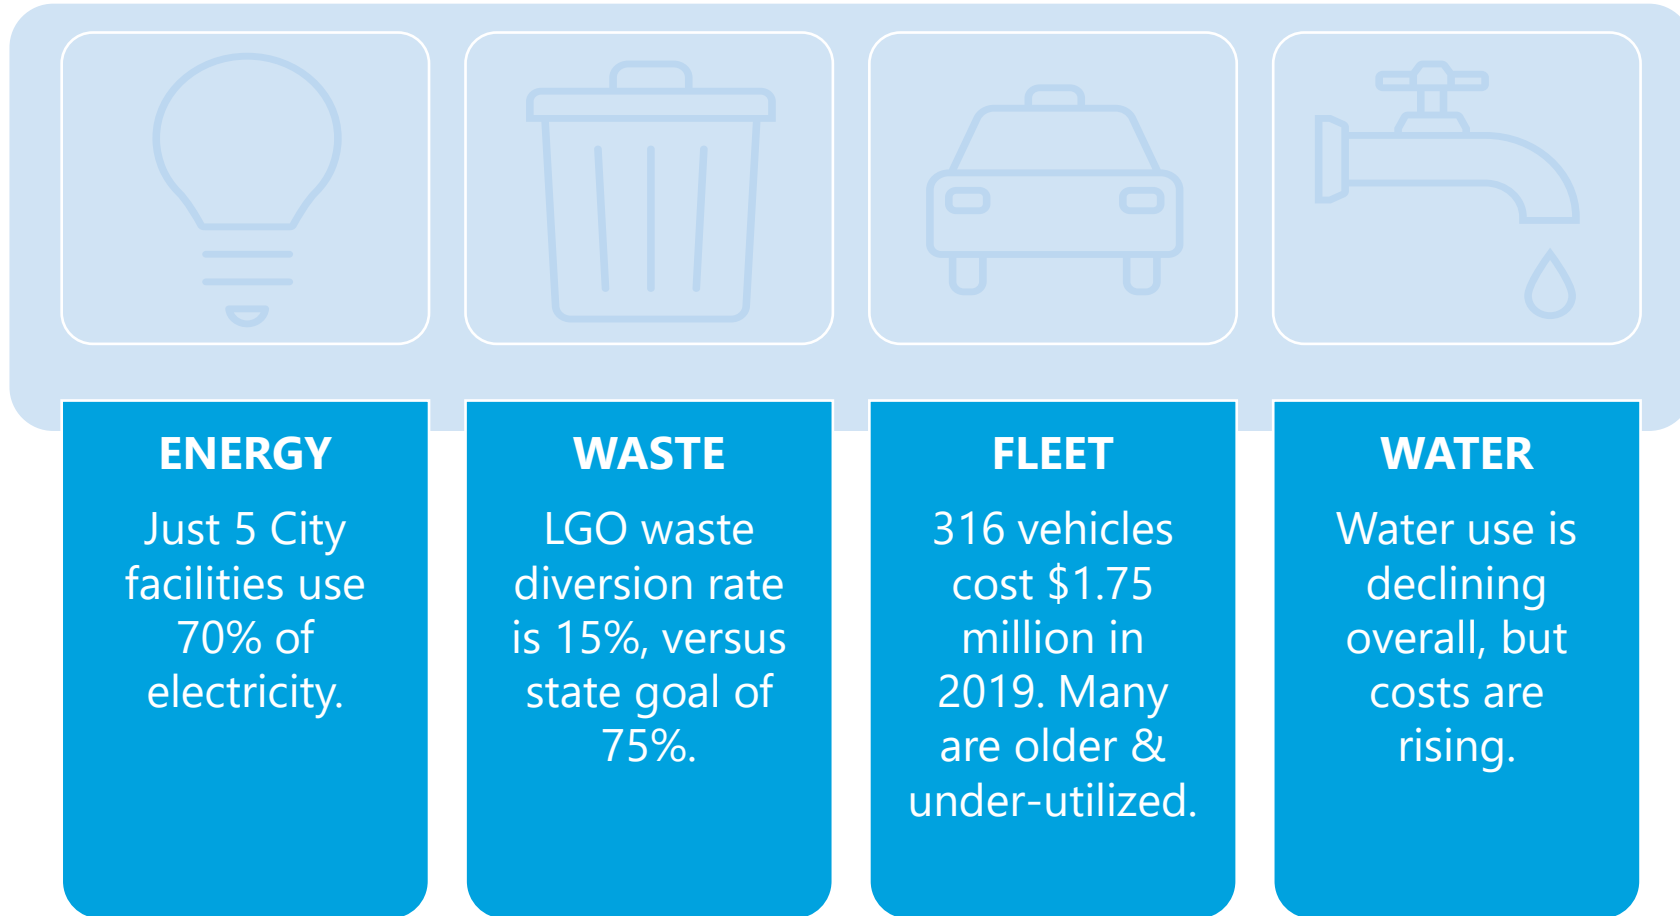 ENERGY
Just 5 City
facilities use
70% of
electricity.
WASTE
LGO waste
diversion rate
is 15%, versus
state goal of
75%.
FLEET
316 vehicles
cost $1.75
million in
2019. Many
are older &
under-utilized.
WATER
Water use is
declining
overall, but
costs are
rising.